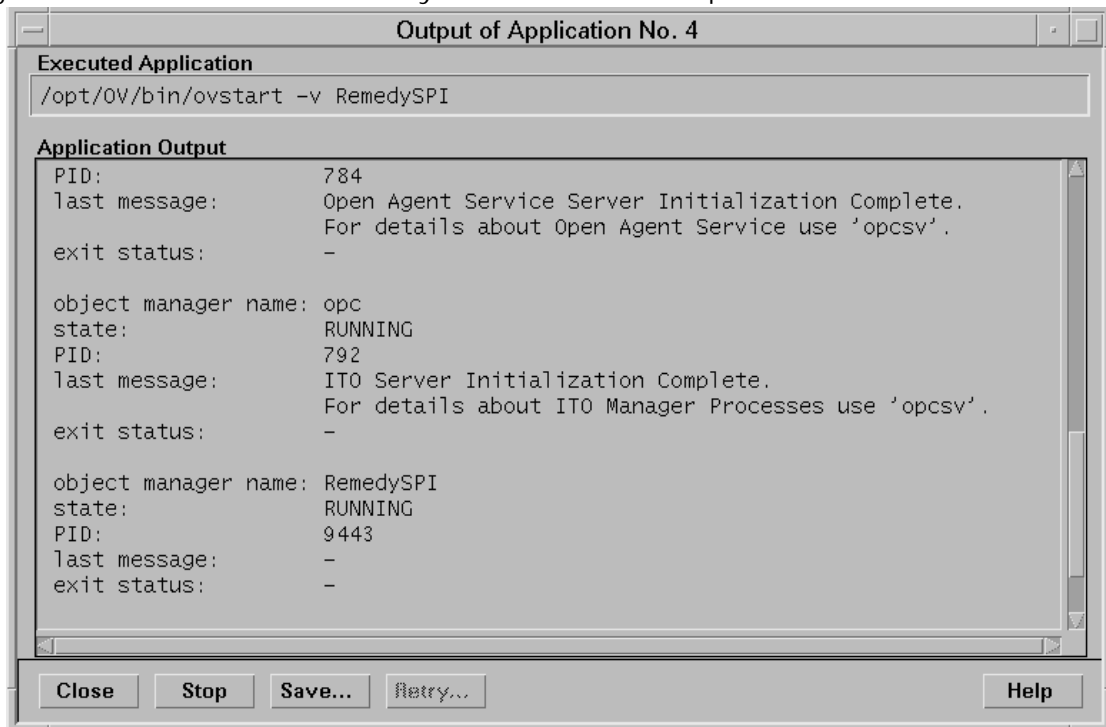 Output of Application No. 4
Executed Application
/opt/OV/bin/ovstart -v RemedySPI
Application Output
PID: 784
last message: Open Agent Service Server Initialization Complete.
For details about Open Agent Service use 'opcsv'.
exit status: -
object manager name: opc
state: RUNNING
PID: 792
last message: ITO Server Initialization Complete.
For details about ITO Manager Processes use 'opcsv'.
exit status: -
object manager name: RemedySPI
state: RUNNING
PID: 9443
last message: -
exit status: -
Close Stop Save... Retry... Help